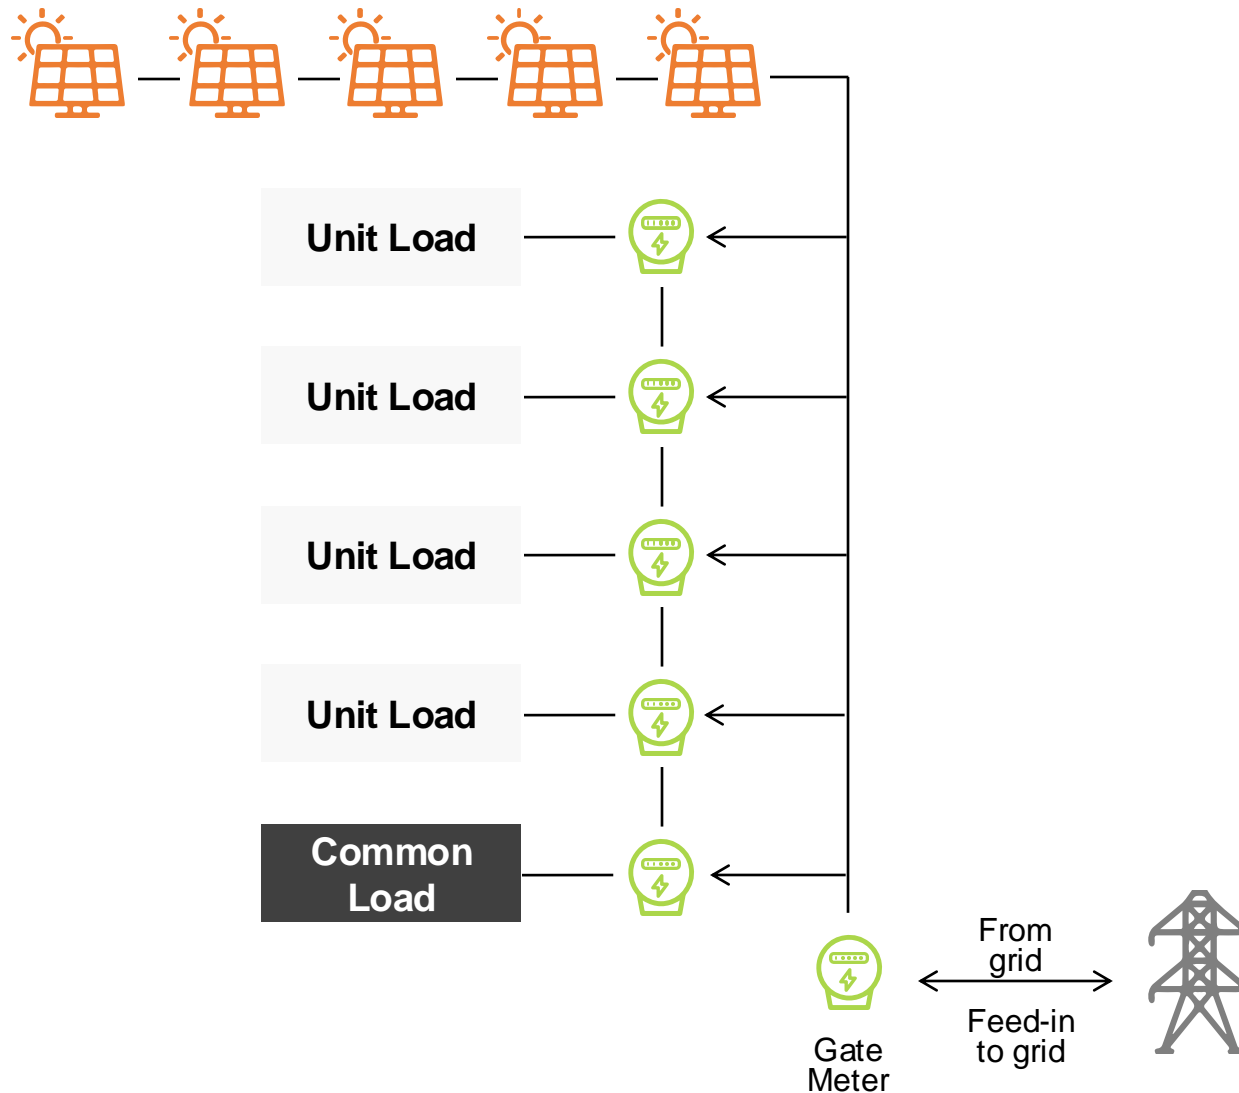 Unit Load
Unit Load
Unit Load
Unit Load
Common
Load
From
grid
Feed-in
to grid
Gate
Meter